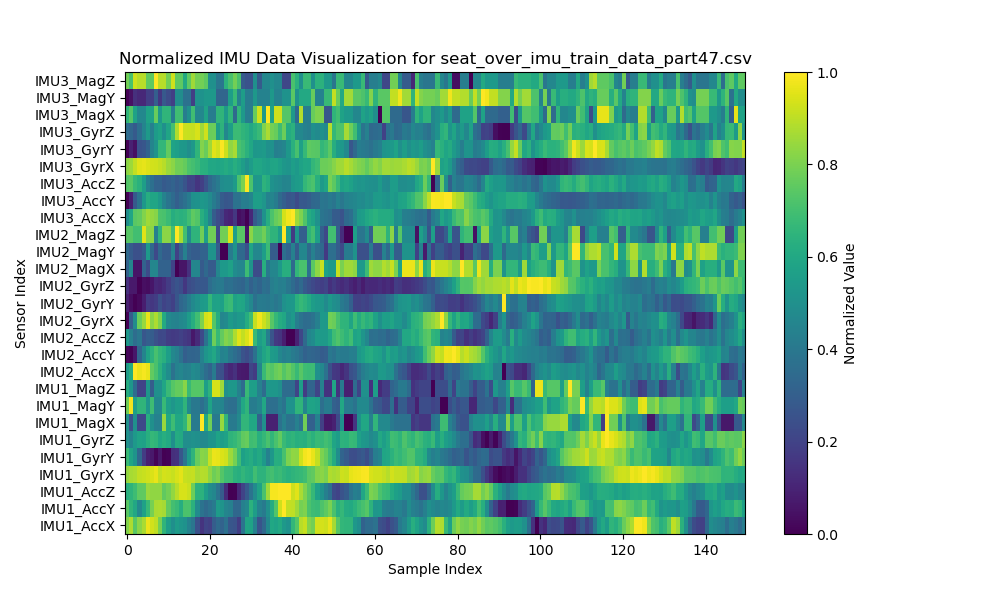 Normalized IMU Data Visualization for seat_over_imu_train_data_part47.csv
IMU3_MagZ
IMU3_MagY
IMU3_MagX
IMU3_GyrZ
IMU3_GyrY
IMU3_GyrX
IMU3_AccZ
IMU3_AccY
IMU3_AccX
IMU2_MagZ
IMU2_MagY
IMU2_MagX
IMU2_GyrZ
IMU2_GyrY
IMU2_GyrX
IMU2_AccZ
IMU2_AccY
IMU2_AccX
IMU1_MagZ
IMU1_MagY
IMU1_MagX
IMU1_GyrZ
IMU1_GyrY
IMU1_GyrX
IMU1_AccZ
IMU1_AccY
IMU1_AccX
Sensor Index
0 20 40 60 80 100 120 140
Sample Index
1.0
0.8
0.6
0.4
0.2
0.0
Normalized Value